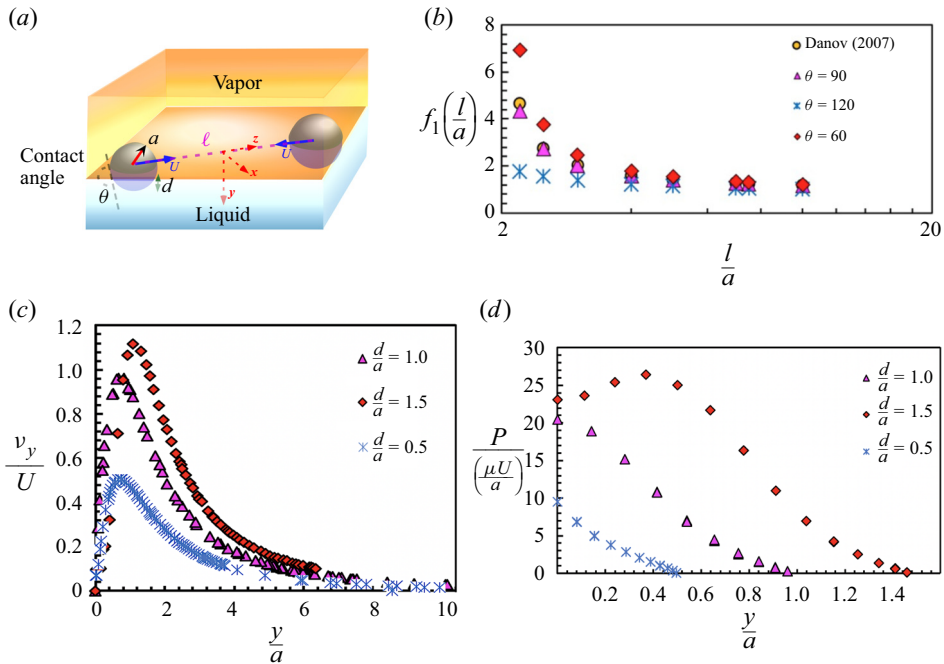 (a)
Vapor
a
ℓ
z
U
U
x
Contact
angle
θ
d
y
Liquid
(b)
8
6
4
2
0
f₁(l/a)
Danov (2007)
θ = 90
θ = 120
θ = 60
2
20
l/a
(c)
1.2
1.0
0.8
0.6
0.4
0.2
0
v_y/U
d/a = 1.0
d/a = 1.5
d/a = 0.5
0 2 4 6 8 10
y/a
(d)
30
25
20
15
10
5
0
P/(μU/a)
d/a = 1.0
d/a = 1.5
d/a = 0.5
0.2 0.4 0.6 0.8 1.0 1.2 1.4
y/a